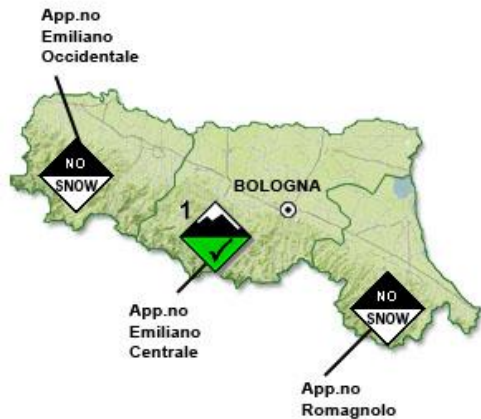 App.no
Emiliano
Occidentale
NO
SNOW
BOLOGNA
1
App.no
Emiliano
Centrale
NO
SNOW
App.no
Romagnolo